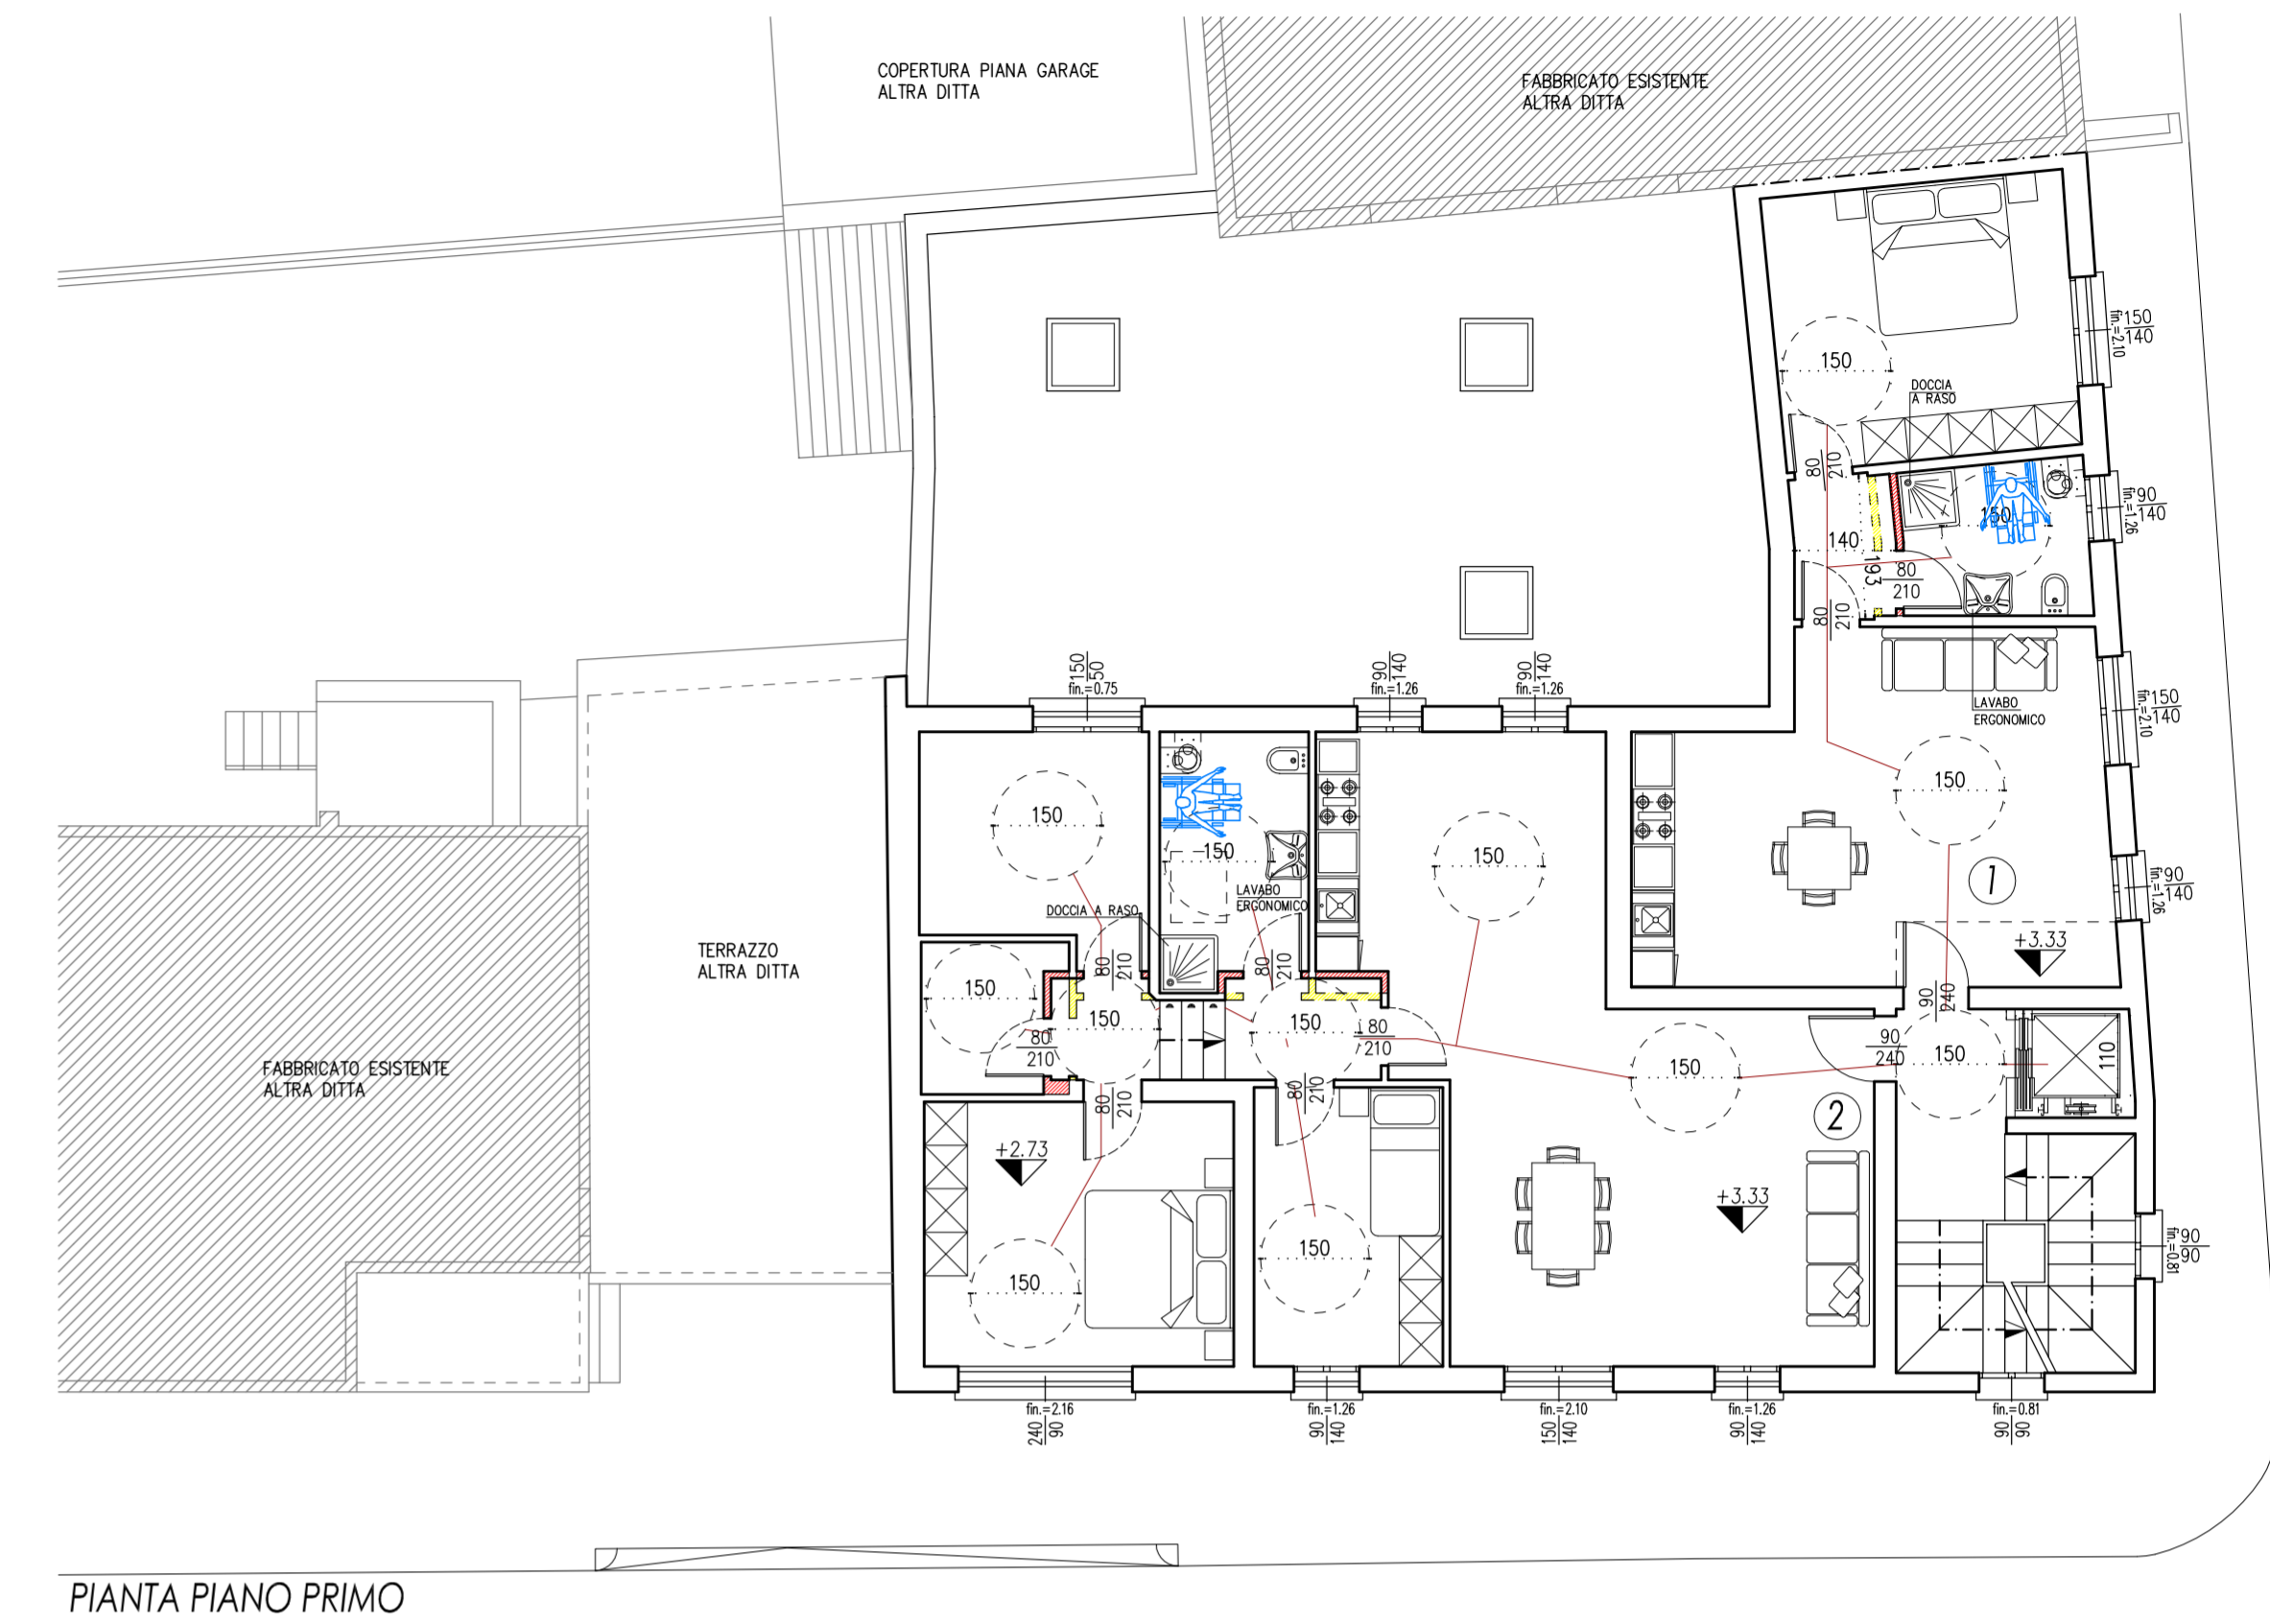 COPERTURA PIANA GARAGE
ALTRA DITTA
FABBRICATO ESISTENTE
ALTRA DITTA
150
140
fin.=2.10
150
DOCCIA
A RASO
80
210
90
140
fin.=1.26
150
140
193
80
210
80
210
150
50
fin.=0.75
90
140
fin.=1.26
90
140
fin.=1.26
LAVABO
ERGONOMICO
150
140
fin.=2.10
150
150
150
150
1
90
140
fin.=1.26
LAVABO
ERGONOMICO
DOCCIA A RASO
TERRAZZO
ALTRA DITTA
+3.33
80
210
80
210
150
90
240
150
150
80
210
80
210
90
240
150
150
110
FABBRICATO ESISTENTE
ALTRA DITTA
80
210
80
210
2
+2.73
+3.33
150
150
90
90
fin.=0.81
fin.=2.16
240
90
fin.=1.26
90
140
fin.=2.10
150
140
fin.=1.26
90
140
fin.=0.81
90
90
PIANTA PIANO PRIMO